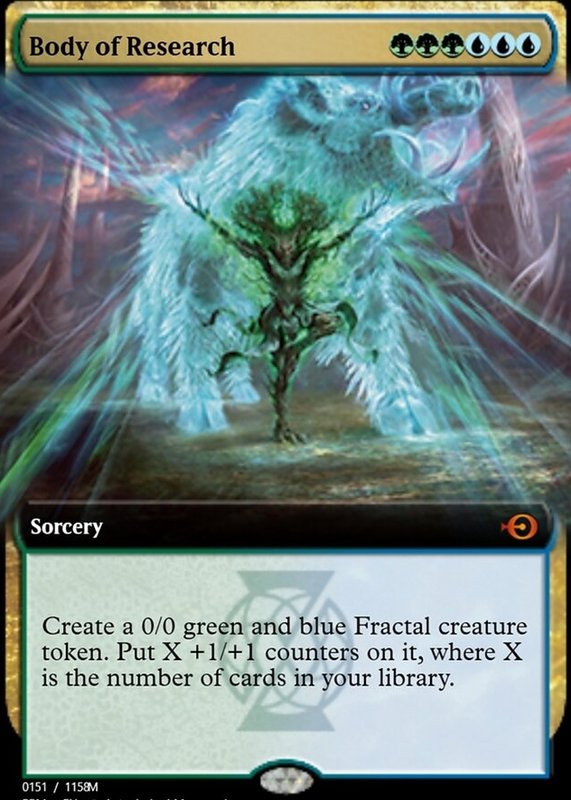 Body of Research
Sorcery
Create a 0/0 green and blue Fractal creature
token. Put X +1/+1 counters on it, where X
is the number of cards in your library.
0151 / 1158M